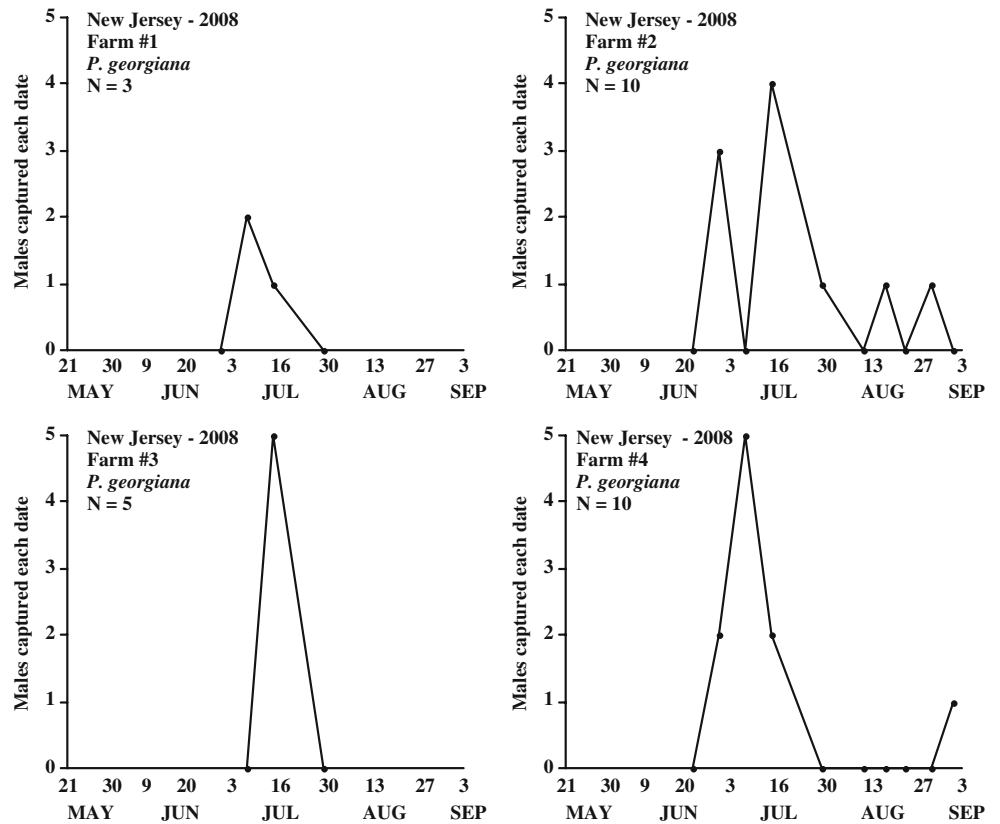 New Jersey - 2008
Farm #1
P. georgiana
N = 3
Males captured each date
5
4
3
2
1
0
21 30 9 20 3 16 30 13 27 3
MAY JUN JUL AUG SEP
New Jersey - 2008
Farm #2
P. georgiana
N = 10
Males captured each date
5
4
3
2
1
0
21 30 9 20 3 16 30 13 27 3
MAY JUN JUL AUG SEP
New Jersey - 2008
Farm #3
P. georgiana
N = 5
Males captured each date
5
4
3
2
1
0
21 30 9 20 3 16 30 13 27 3
MAY JUN JUL AUG SEP
New Jersey - 2008
Farm #4
P. georgiana
N = 10
Males captured each date
5
4
3
2
1
0
21 30 9 20 3 16 30 13 27 3
MAY JUN JUL AUG SEP